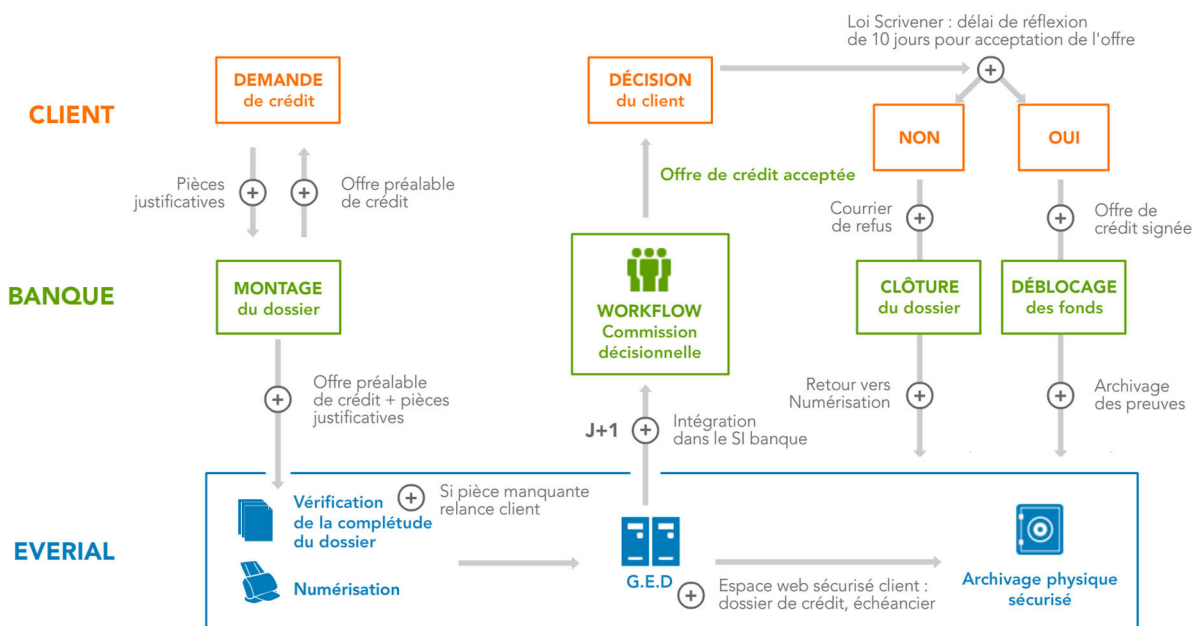 Loi Scrivener : délai de réflexion
de 10 jours pour acceptation de l'offre
CLIENT
DEMANDE
de crédit
DÉCISION
du client
NON
OUI
Pièces
justificatives
Offre préalable
de crédit
Offre de crédit acceptée
Courrier
de refus
Offre de
crédit signée
BANQUE
MONTAGE
du dossier
WORKFLOW
Commission
décisionnelle
CLÔTURE
du dossier
DÉBLOCAGE
des fonds
Offre préalable
de crédit + pièces
justificatives
J+1
Intégration
dans le SI banque
Retour vers
Numérisation
Archivage
des preuves
EVERIAL
Vérification
de la complétude
du dossier
Si pièce manquante
relance client
Numérisation
G.E.D
Espace web sécurisé client :
dossier de crédit, échéancier
Archivage physique
sécurisé